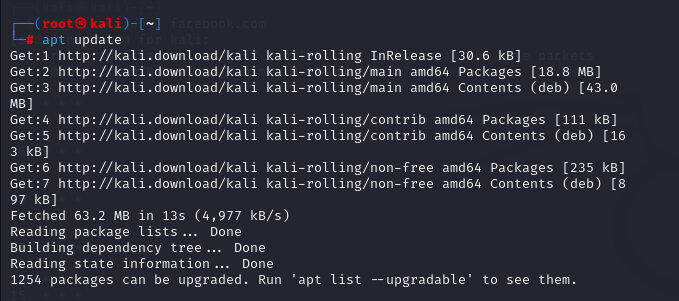 ┌──(root㉿kali)-[~]
└─# apt update
Get:1 http://kali.download/kali kali-rolling InRelease [30.6 kB]
Get:2 http://kali.download/kali kali-rolling/main amd64 Packages [18.8 MB]
Get:3 http://kali.download/kali kali-rolling/main amd64 Contents (deb) [43.0
MB]
Get:4 http://kali.download/kali kali-rolling/contrib amd64 Packages [111 kB]
Get:5 http://kali.download/kali kali-rolling/contrib amd64 Contents (deb) [16
3 kB]
Get:6 http://kali.download/kali kali-rolling/non-free amd64 Packages [235 kB]
Get:7 http://kali.download/kali kali-rolling/non-free amd64 Contents (deb) [8
97 kB]
Fetched 63.2 MB in 13s (4,977 kB/s)
Reading package lists... Done
Building dependency tree... Done
Reading state information... Done
1254 packages can be upgraded. Run 'apt list --upgradable' to see them.
facebook.com